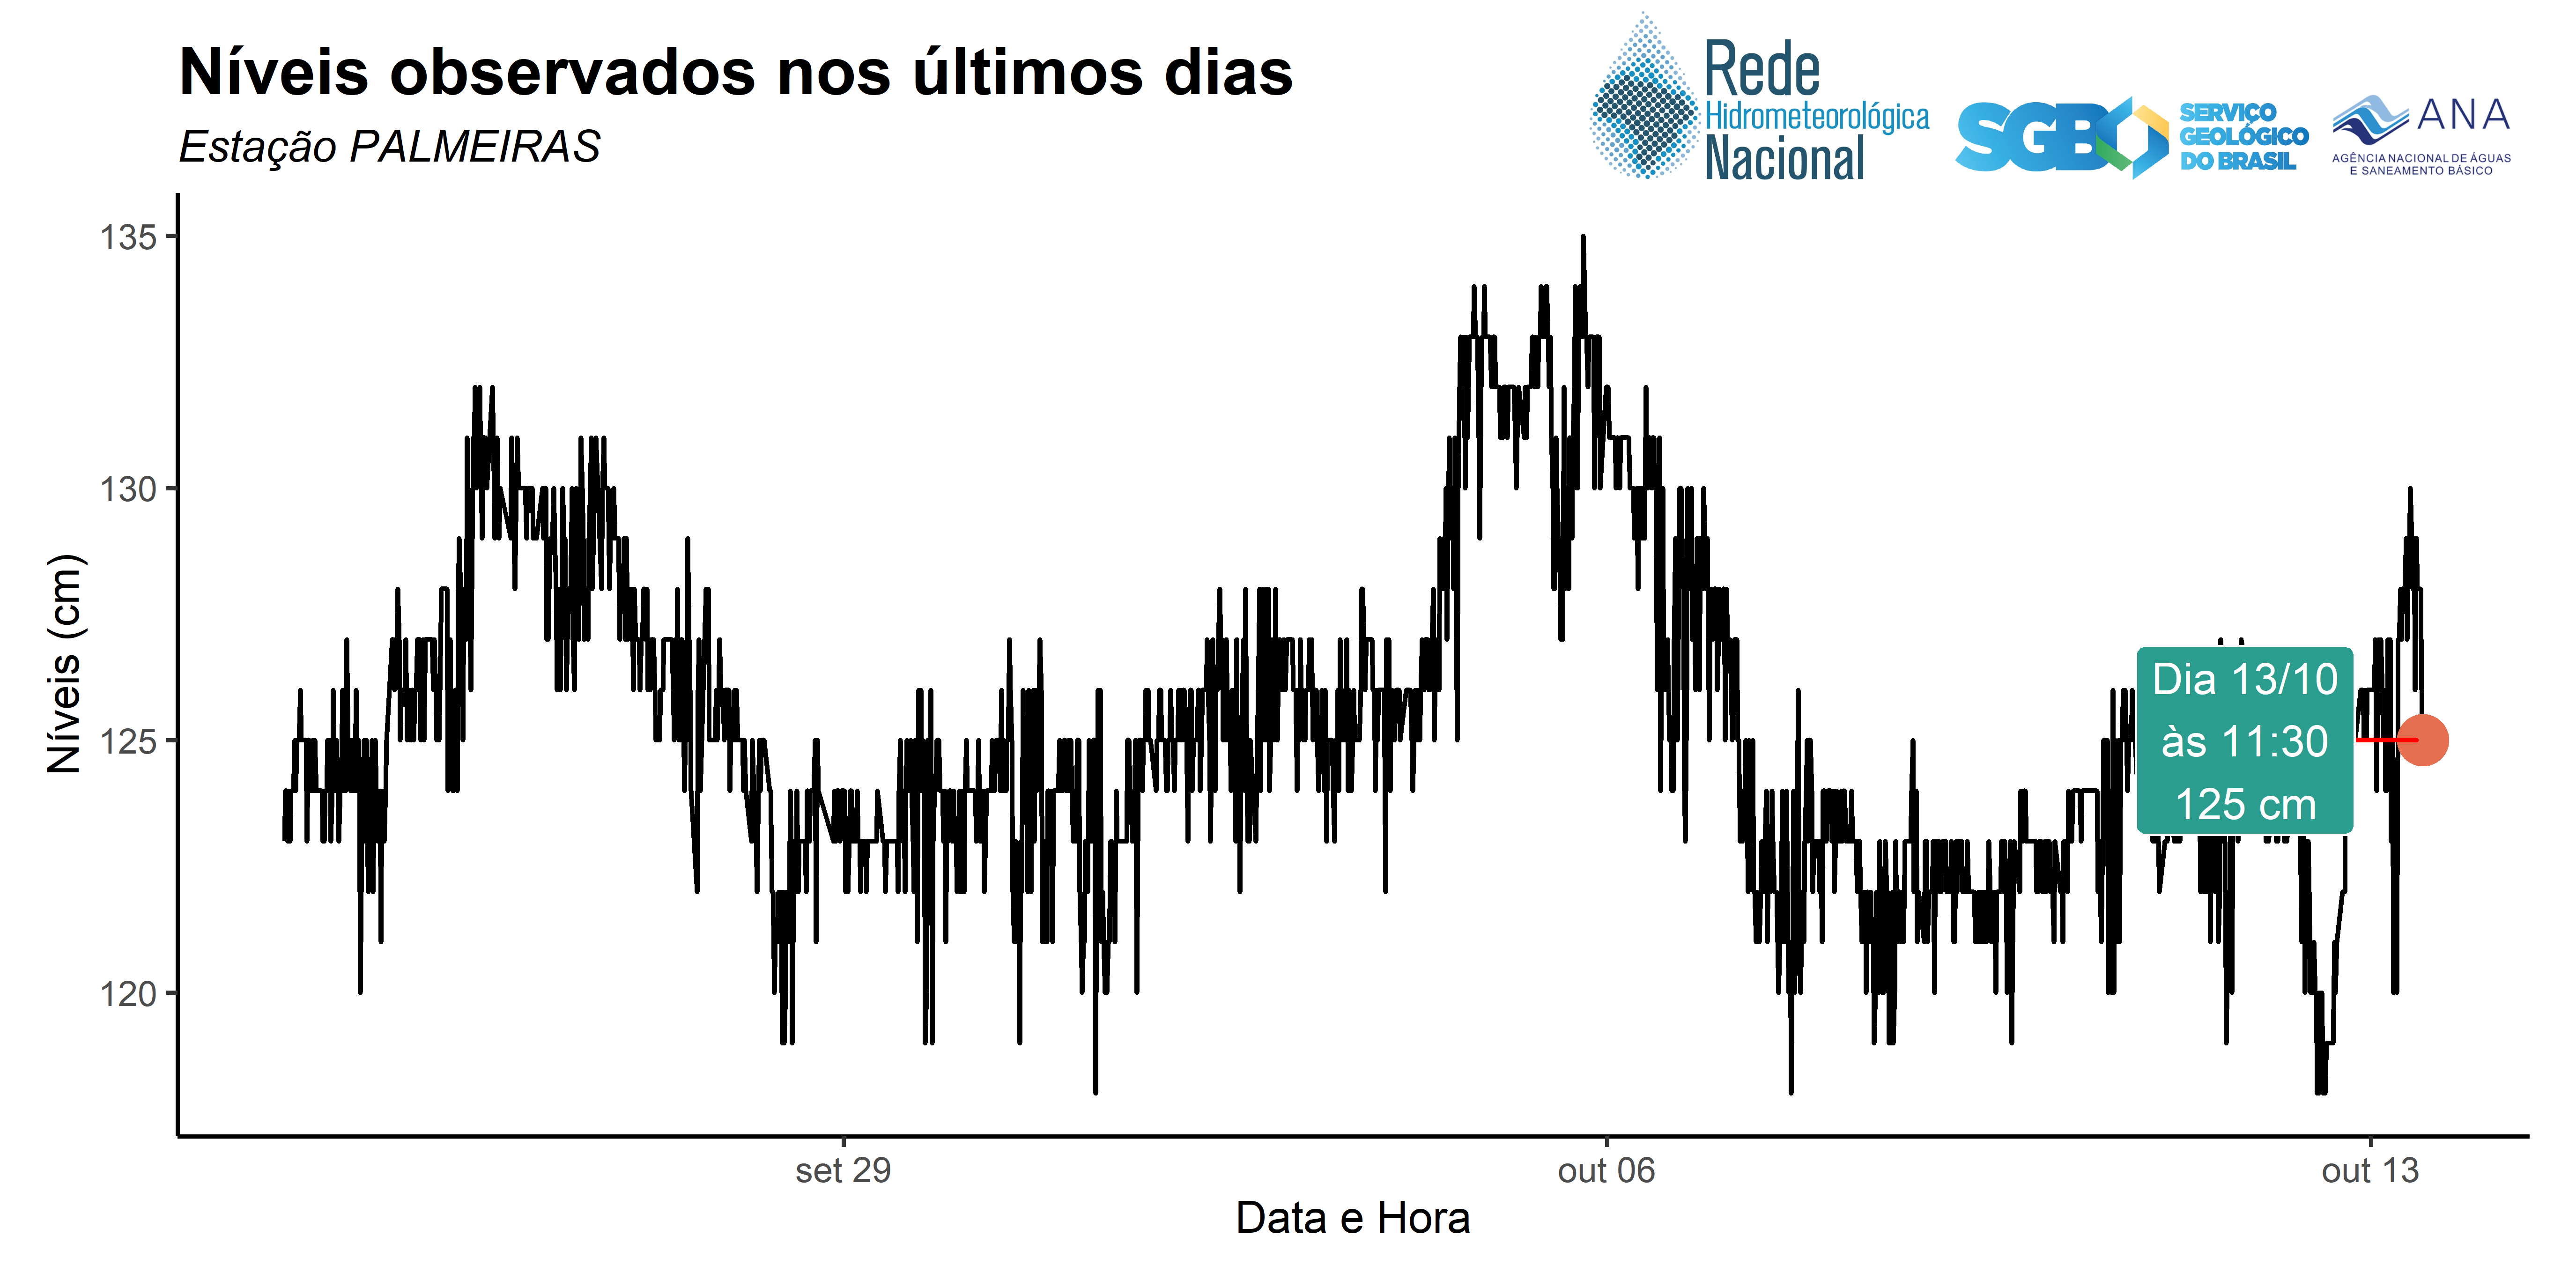 Níveis observados nos últimos dias
Estação PALMEIRAS
Rede
Hidrometeorológica
Nacional
SGB
SERVIÇO
GEOLÓGICO
DO BRASIL
ANA
AGÊNCIA NACIONAL DE ÁGUAS
E SANEAMENTO BÁSICO
Níveis (cm)
135
130
125
120
Dia 13/10
às 11:30
125 cm
set 29
out 06
out 13
Data e Hora